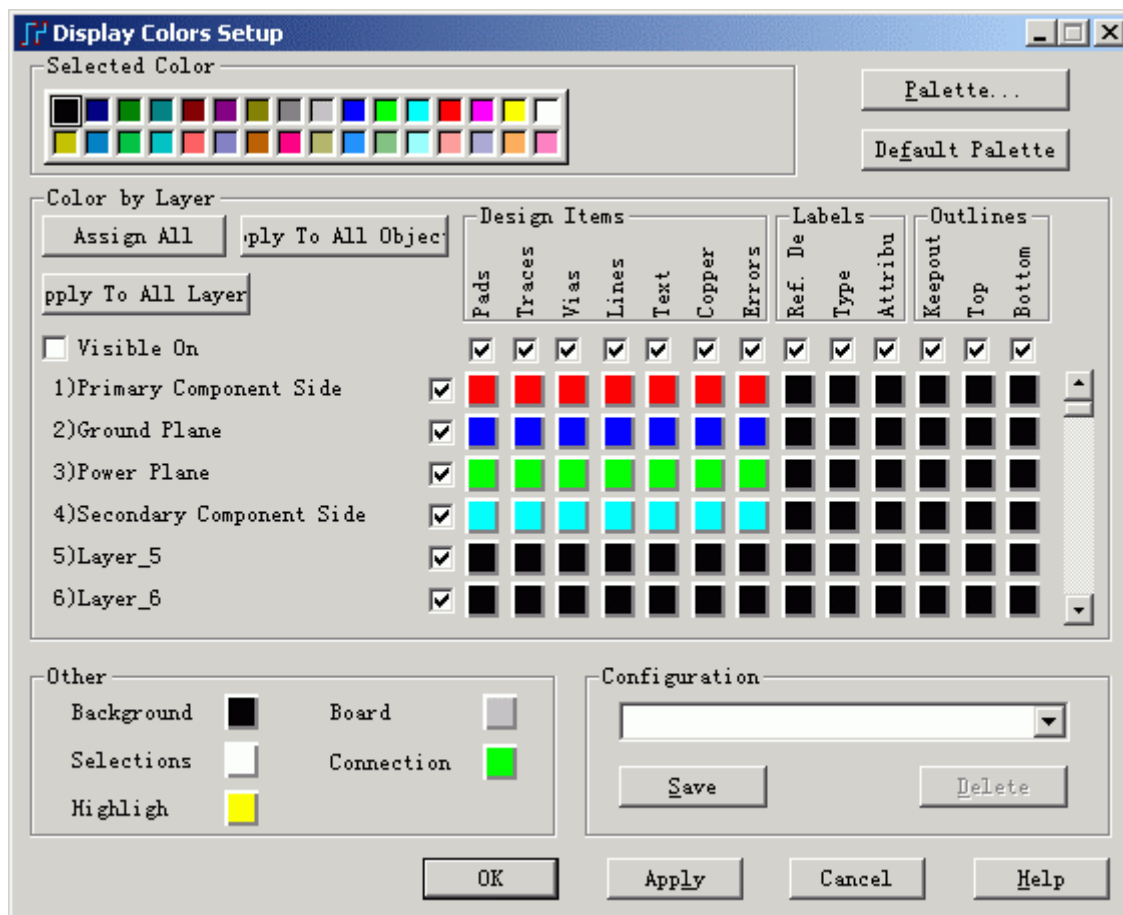 Display Colors Setup
Selected Color
Palette...
Default Palette
Color by Layer
Assign All
pply To All Objec
pply To All Layer
Design Items
Labels
Outlines
Pads
Traces
Vias
Lines
Text
Copper
Errors
Ref. De
Type
Attribu
Keepout
Top
Bottom
Visible On
1)Primary Component Side
2)Ground Plane
3)Power Plane
4)Secondary Component Side
5)Layer_5
6)Layer_6
Other
Background
Board
Selections
Connection
Highligh
Configuration
Save
Delete
OK
Apply
Cancel
Help